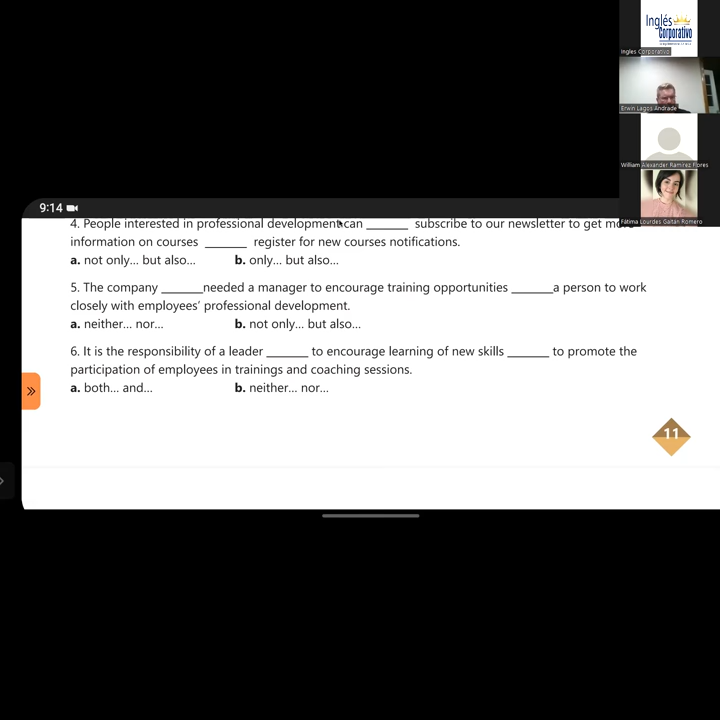 Inglés
Corporativo
Ingles Corporativo
Erwin Lagos Andrade
William Alexander Ramirez Flores
Fátima Lourdes Gaitán Romero
9:14
4. People interested in professional development can _______ subscribe to our newsletter to get more
information on courses _______ register for new courses notifications.
a. not only... but also... b. only... but also...
5. The company _______needed a manager to encourage training opportunities _______a person to work
closely with employees' professional development.
a. neither... nor... b. not only... but also...
6. It is the responsibility of a leader _______ to encourage learning of new skills _______ to promote the
participation of employees in trainings and coaching sessions.
a. both... and... b. neither... nor...
11